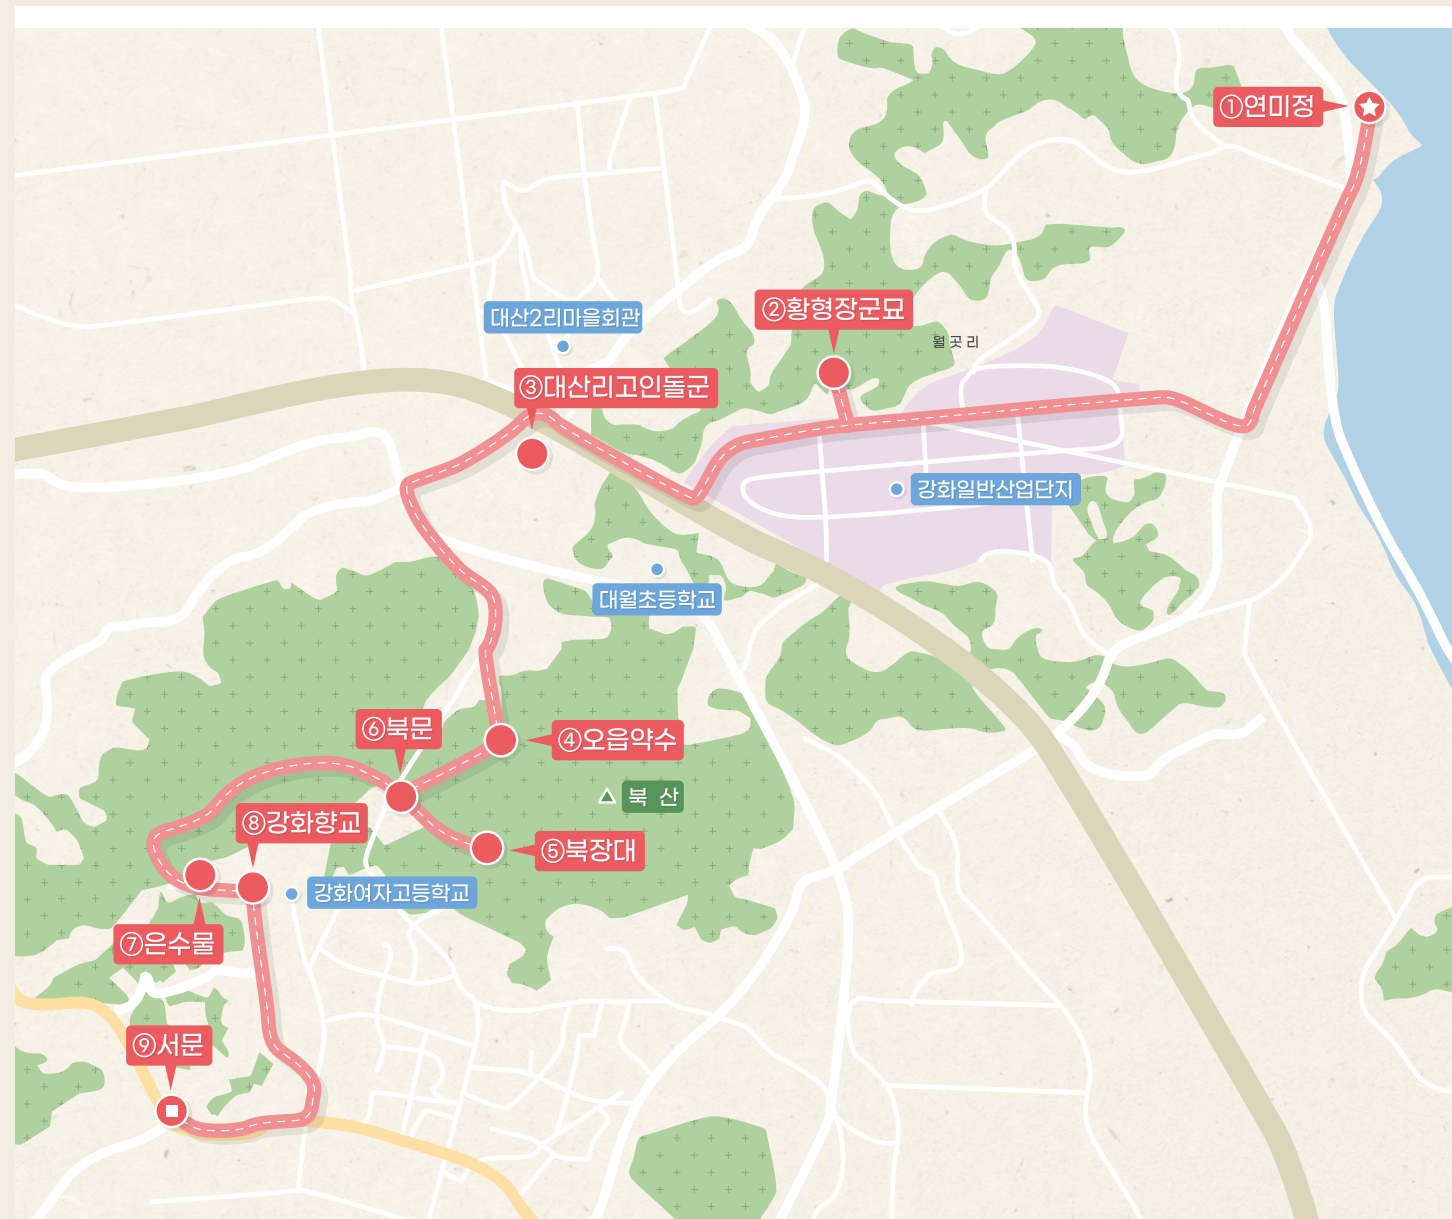 ①연미정
②황형장군묘
대산2리마을회관
월곳리
③대산리고인돌군
강화일반산업단지
대월초등학교
⑥북문
④오읍약수
북 산
⑧강화향교
⑤북장대
강화여자고등학교
⑦은수물
⑨서문